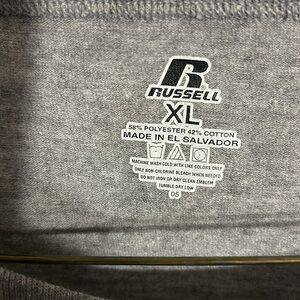 RUSSELL
XL
58% POLYESTER 42% COTTON
MADE IN EL SALVADOR
MACHINE WASH COLD WITH LIKE COLORS ONLY
ONLY NON-CHLORINE BLEACH WHEN NEEDED
DO NOT IRON OR DRY CLEAN EMBLEM
TUMBLE DRY LOW
05